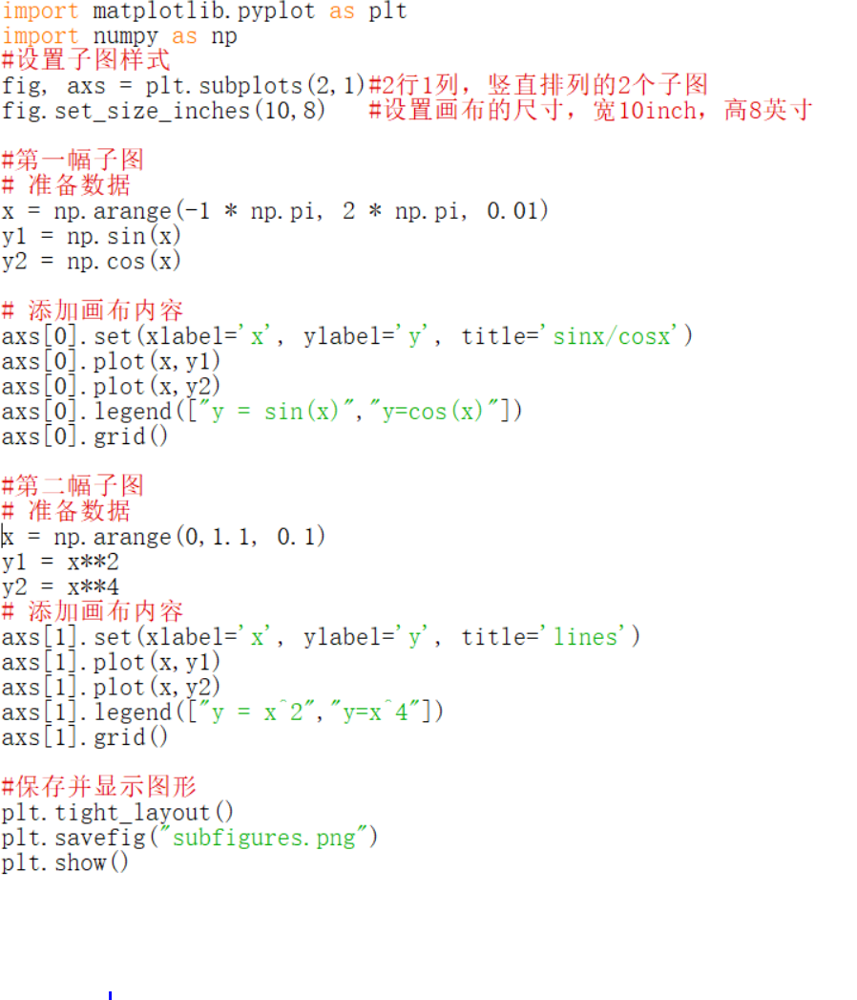 import matplotlib.pyplot as plt
import numpy as np
#设置子图样式
fig, axs = plt.subplots(2,1)#2行1列，竖直排列的2个子图
fig.set_size_inches(10,8)   #设置画布的尺寸，宽10inch，高8英寸
#第一幅子图
# 准备数据
x = np.arange(-1 * np.pi, 2 * np.pi, 0.01)
y1 = np.sin(x)
y2 = np.cos(x)
# 添加画布内容
axs[0].set(xlabel='x', ylabel='y', title='sinx/cosx')
axs[0].plot(x,y1)
axs[0].plot(x,y2)
axs[0].legend(["y = sin(x)","y=cos(x)"])
axs[0].grid()
#第二幅子图
# 准备数据
x = np.arange(0,1.1, 0.1)
y1 = x**2
y2 = x**4
# 添加画布内容
axs[1].set(xlabel='x', ylabel='y', title='lines')
axs[1].plot(x,y1)
axs[1].plot(x,y2)
axs[1].legend(["y = x^2","y=x^4"])
axs[1].grid()
#保存并显示图形
plt.tight_layout()
plt.savefig("subfigures.png")
plt.show()